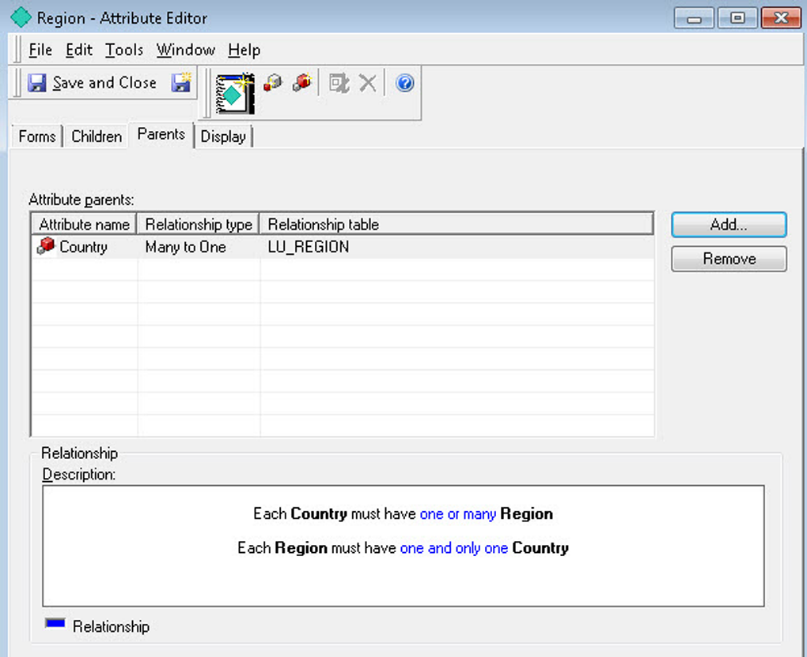 Region - Attribute Editor
File Edit Tools Window Help
Save and Close
Forms Children Parents Display
Attribute parents:
Attribute name Relationship type Relationship table
Country Many to One LU_REGION
Add...
Remove
Relationship
Description:
Each Country must have one or many Region
Each Region must have one and only one Country
Relationship